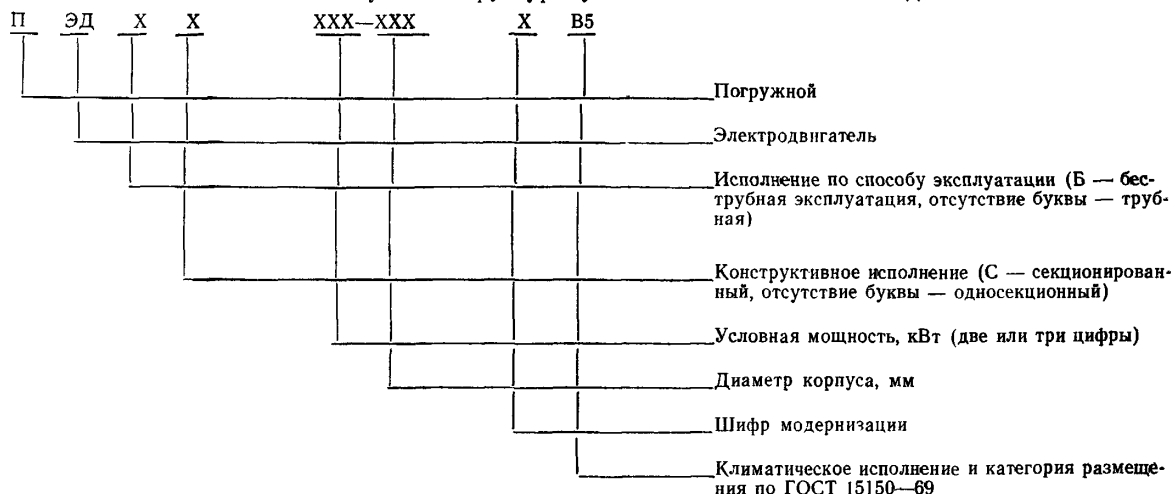 П ЭД Х Х ХХХ—ХХХ Х В5
Погружной
Электродвигатель
Исполнение по способу эксплуатации (Б — бес-
трубная эксплуатация, отсутствие буквы — труб-
ная)
Конструктивное исполнение (С — секционирован-
ный, отсутствие буквы — односекционный)
Условная мощность, кВт (две или три цифры)
Диаметр корпуса, мм
Шифр модернизации
Климатическое исполнение и категория размеще-
ния по ГОСТ 15150—69